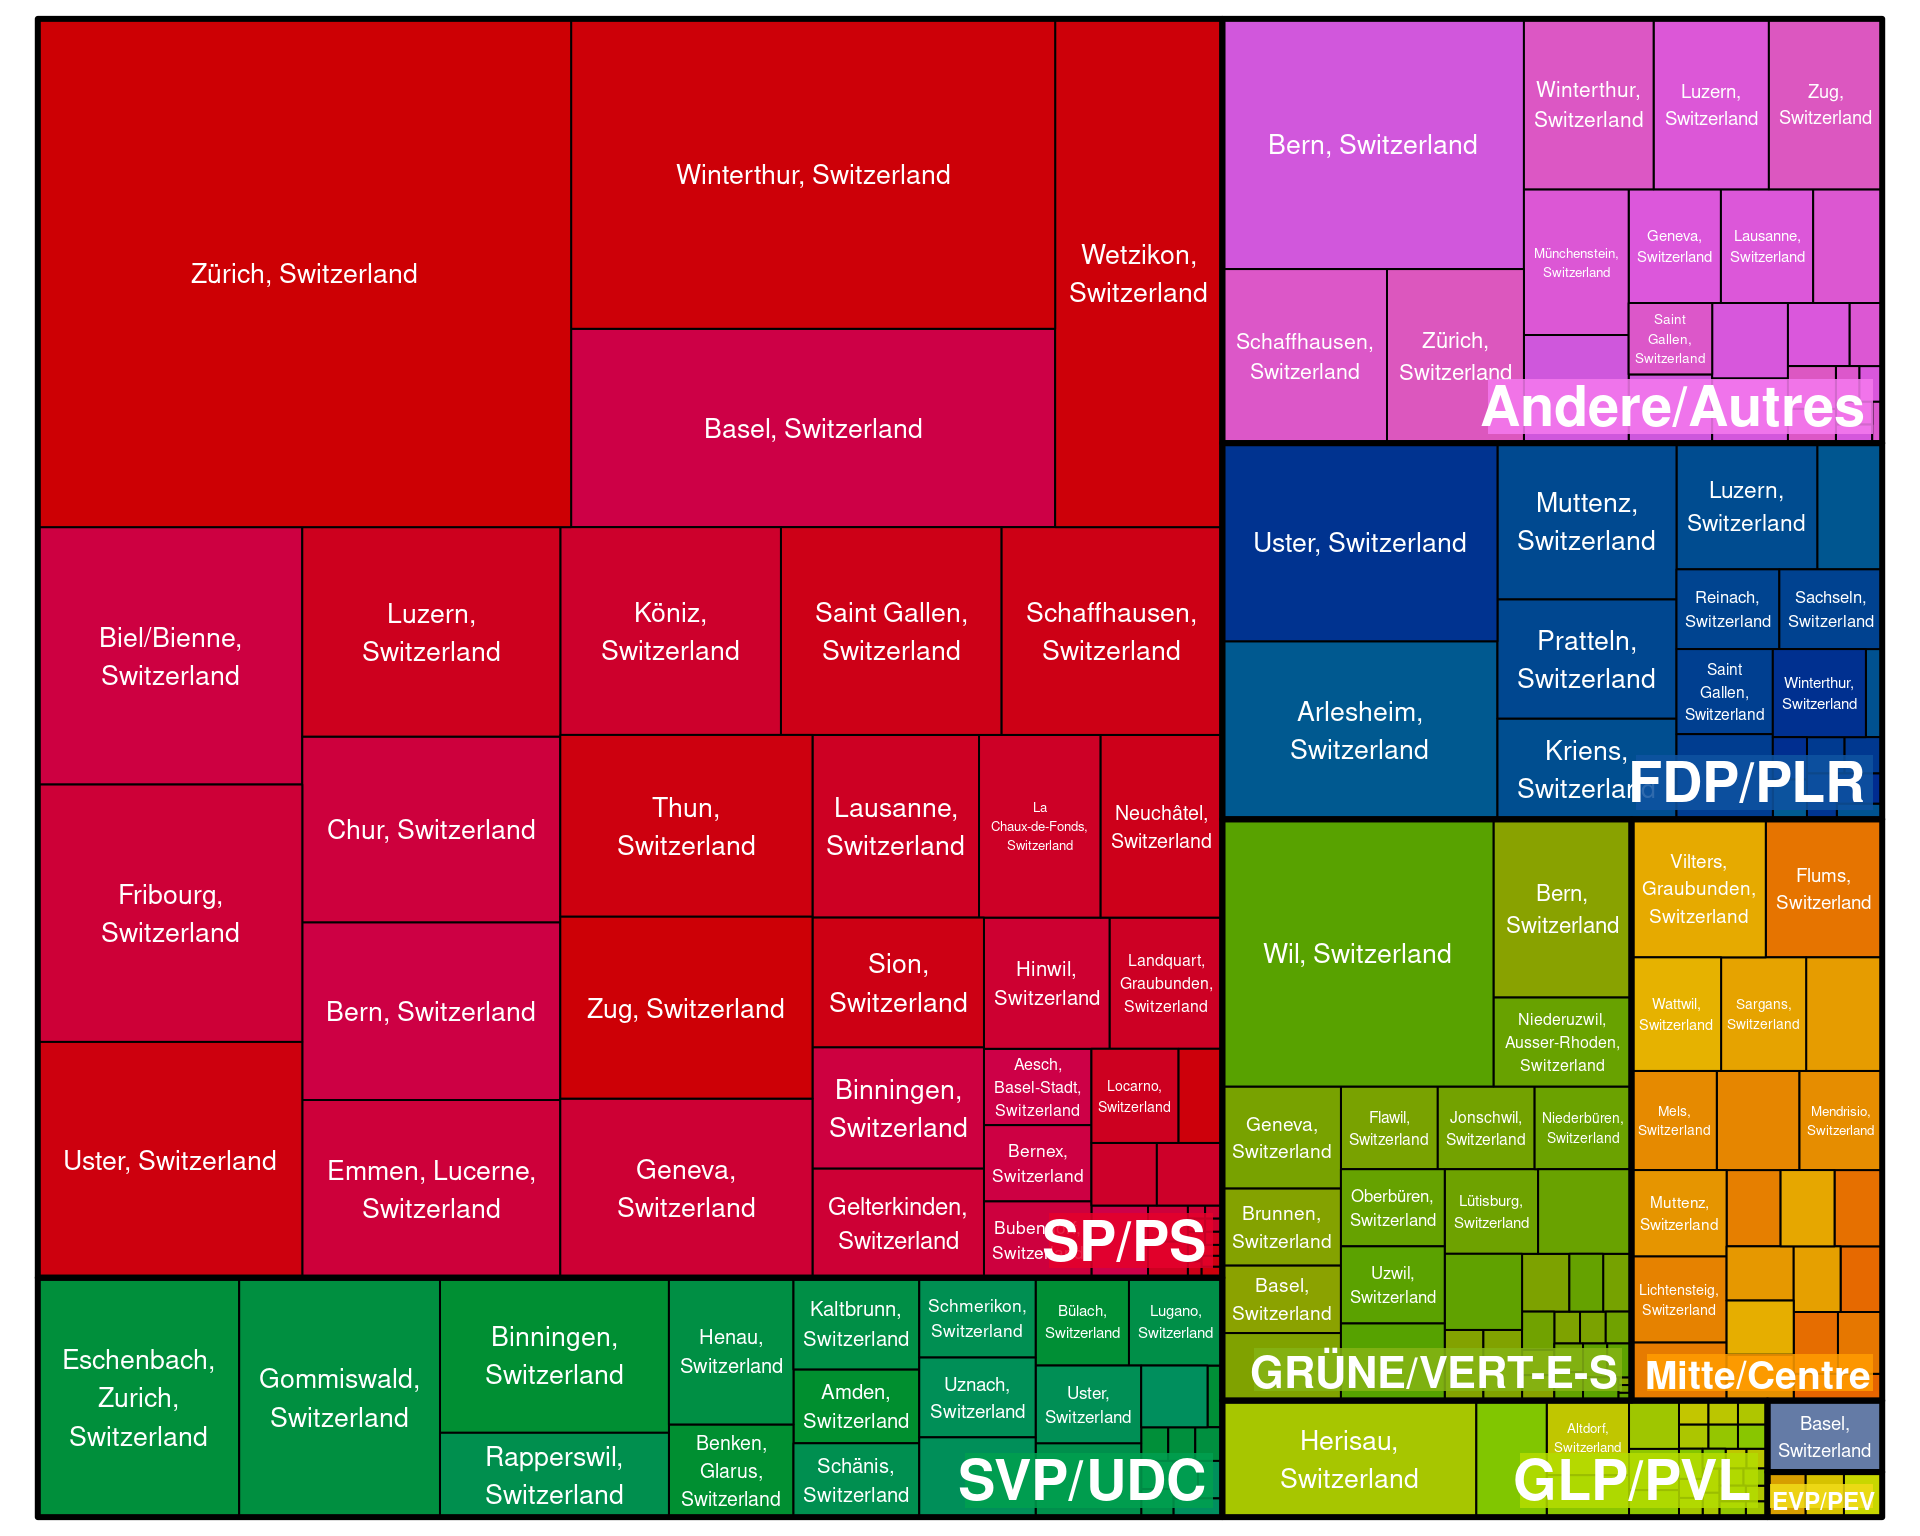 Zürich, Switzerland
Winterthur, Switzerland
Basel, Switzerland
Wetzikon,
Switzerland
Biel/Bienne,
Switzerland
Fribourg,
Switzerland
Uster, Switzerland
Luzern,
Switzerland
Chur, Switzerland
Bern, Switzerland
Emmen, Lucerne,
Switzerland
Köniz,
Switzerland
Saint Gallen,
Switzerland
Schaffhausen,
Switzerland
Thun,
Switzerland
Zug, Switzerland
Geneva,
Switzerland
Lausanne,
Switzerland
La
Chaux-de-Fonds,
Switzerland
Neuchâtel,
Switzerland
Sion,
Switzerland
Binningen,
Switzerland
Gelterkinden,
Switzerland
Hinwil,
Switzerland
Landquart,
Graubunden,
Switzerland
Aesch,
Basel-Stadt,
Switzerland
Bernex,
Switzerland
Locarno,
Switzerland
SP/PS
Eschenbach,
Zurich,
Switzerland
Gommiswald,
Switzerland
Binningen,
Switzerland
Rapperswil,
Switzerland
Henau,
Switzerland
Benken,
Glarus,
Switzerland
Kaltbrunn,
Switzerland
Amden,
Switzerland
Schänis,
Switzerland
Schmerikon,
Switzerland
Uznach,
Switzerland
Bülach,
Switzerland
Lugano,
Switzerland
Uster,
Switzerland
SVP/UDC
Bern, Switzerland
Schaffhausen,
Switzerland
Zürich,
Switzerland
Winterthur,
Switzerland
Luzern,
Switzerland
Zug,
Switzerland
Münchenstein,
Switzerland
Geneva,
Switzerland
Lausanne,
Switzerland
Saint
Gallen,
Switzerland
Andere/Autres
Uster, Switzerland
Arlesheim,
Switzerland
Muttenz,
Switzerland
Pratteln,
Switzerland
Kriens,
Switzerland
Luzern,
Switzerland
Reinach,
Switzerland
Sachseln,
Switzerland
Saint
Gallen,
Switzerland
Winterthur,
Switzerland
FDP/PLR
Wil, Switzerland
Bern,
Switzerland
Niederuzwil,
Ausser-Rhoden,
Switzerland
Geneva,
Switzerland
Brunnen,
Switzerland
Basel,
Switzerland
Flawil,
Switzerland
Jonschwil,
Switzerland
Niederbüren,
Switzerland
Oberbüren,
Switzerland
Lütisburg,
Switzerland
Uzwil,
Switzerland
GRÜNE/VERT-E-S
Vilters,
Graubunden,
Switzerland
Flums,
Switzerland
Wattwil,
Switzerland
Sargans,
Switzerland
Mels,
Switzerland
Mendrisio,
Switzerland
Muttenz,
Switzerland
Lichtensteig,
Switzerland
Mitte/Centre
Herisau,
Switzerland
Altdorf,
Switzerland
GLP/PVL
Basel,
Switzerland
EVP/PEV